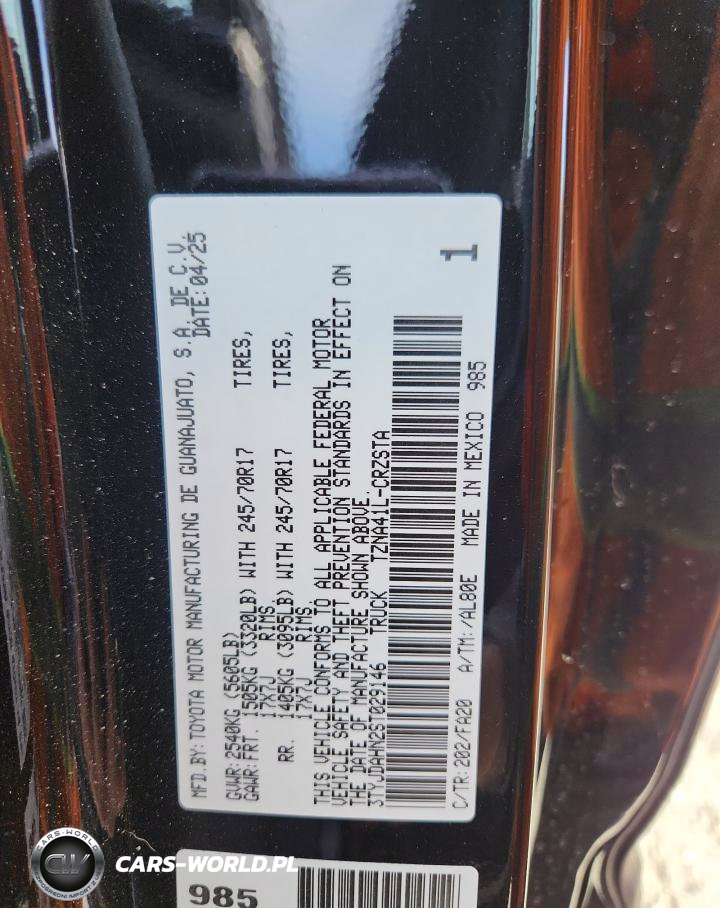 MFD.BY:TOYOTA MOTOR MANUFACTURING DE GUANAJUATO, S.A. DE C.V.
DATE:04/25
GVWR:2540KG (5605LB)
GAWR:FRT. 1505KG (3320LB) WITH 245/70R17 TIRES,
17X7J RIMS
RR. 1405KG (3095LB) WITH 245/70R17 TIRES,
17X7J RIMS
THIS VEHICLE CONFORMS TO ALL APPLICABLE FEDERAL MOTOR
VEHICLE SAFETY AND THEFT PREVENTION STANDARDS IN EFFECT ON
THE DATE OF MANUFACTURE SHOWN ABOVE.
3TYJDAHN2ST029146 TRUCK TZNA41L-CRZSTA
1
C/TR:202/FA20 A/TM:/AL80E MADE IN MEXICO 985
985
CARS-WORLD
CW
CARS-WORLD.PL